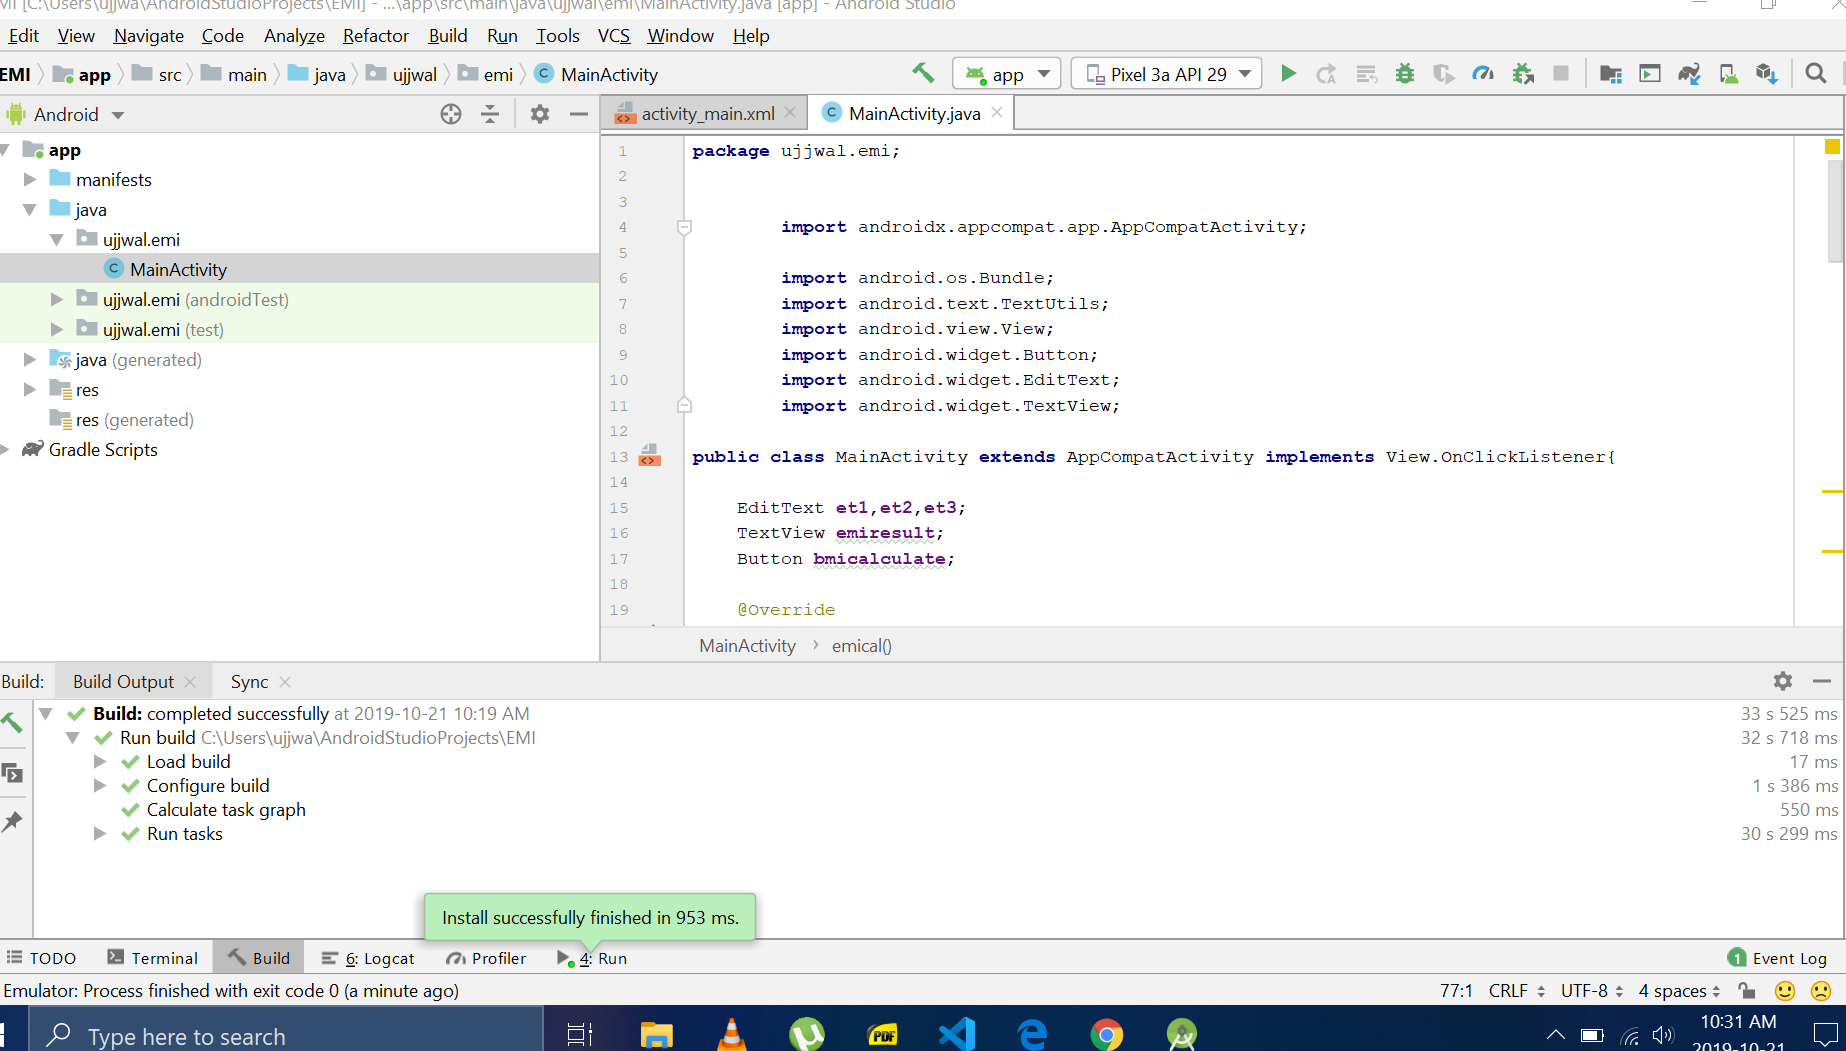 MI [C:\Users\ujjwa\AndroidStudioProjects\EMI] - ...\app\src\main\java\ujjwal\emi\MainActivity.java [app] - Android Studio
Edit View Navigate Code Analyze Refactor Build Run Tools VCS Window Help
EMI app src main java ujjwal emi C MainActivity app Pixel 3a API 29
Android
activity_main.xml C MainActivity.java
app
manifests
java
ujjwal.emi
C MainActivity
ujjwal.emi (androidTest)
ujjwal.emi (test)
java (generated)
res
res (generated)
Gradle Scripts
1 package ujjwal.emi;
2
3
4 import androidx.appcompat.app.AppCompatActivity;
5
6 import android.os.Bundle;
7 import android.text.TextUtils;
8 import android.view.View;
9 import android.widget.Button;
10 import android.widget.EditText;
11 import android.widget.TextView;
12
13 public class MainActivity extends AppCompatActivity implements View.OnClickListener{
14
15 EditText et1,et2,et3;
16 TextView emiresult;
17 Button bmicalculate;
18
19 @Override
MainActivity › emical()
Build: Build Output Sync
Build: completed successfully at 2019-10-21 10:19 AM 33 s 525 ms
Run build C:\Users\ujjwa\AndroidStudioProjects\EMI 32 s 718 ms
Load build 17 ms
Configure build 1 s 386 ms
Calculate task graph 550 ms
Run tasks 30 s 299 ms
Install successfully finished in 953 ms.
TODO Terminal Build 6: Logcat Profiler 4: Run 1 Event Log
Emulator: Process finished with exit code 0 (a minute ago) 77:1 CRLF UTF-8 4 spaces
Type here to search PDF 10:31 AM
2019-10-21